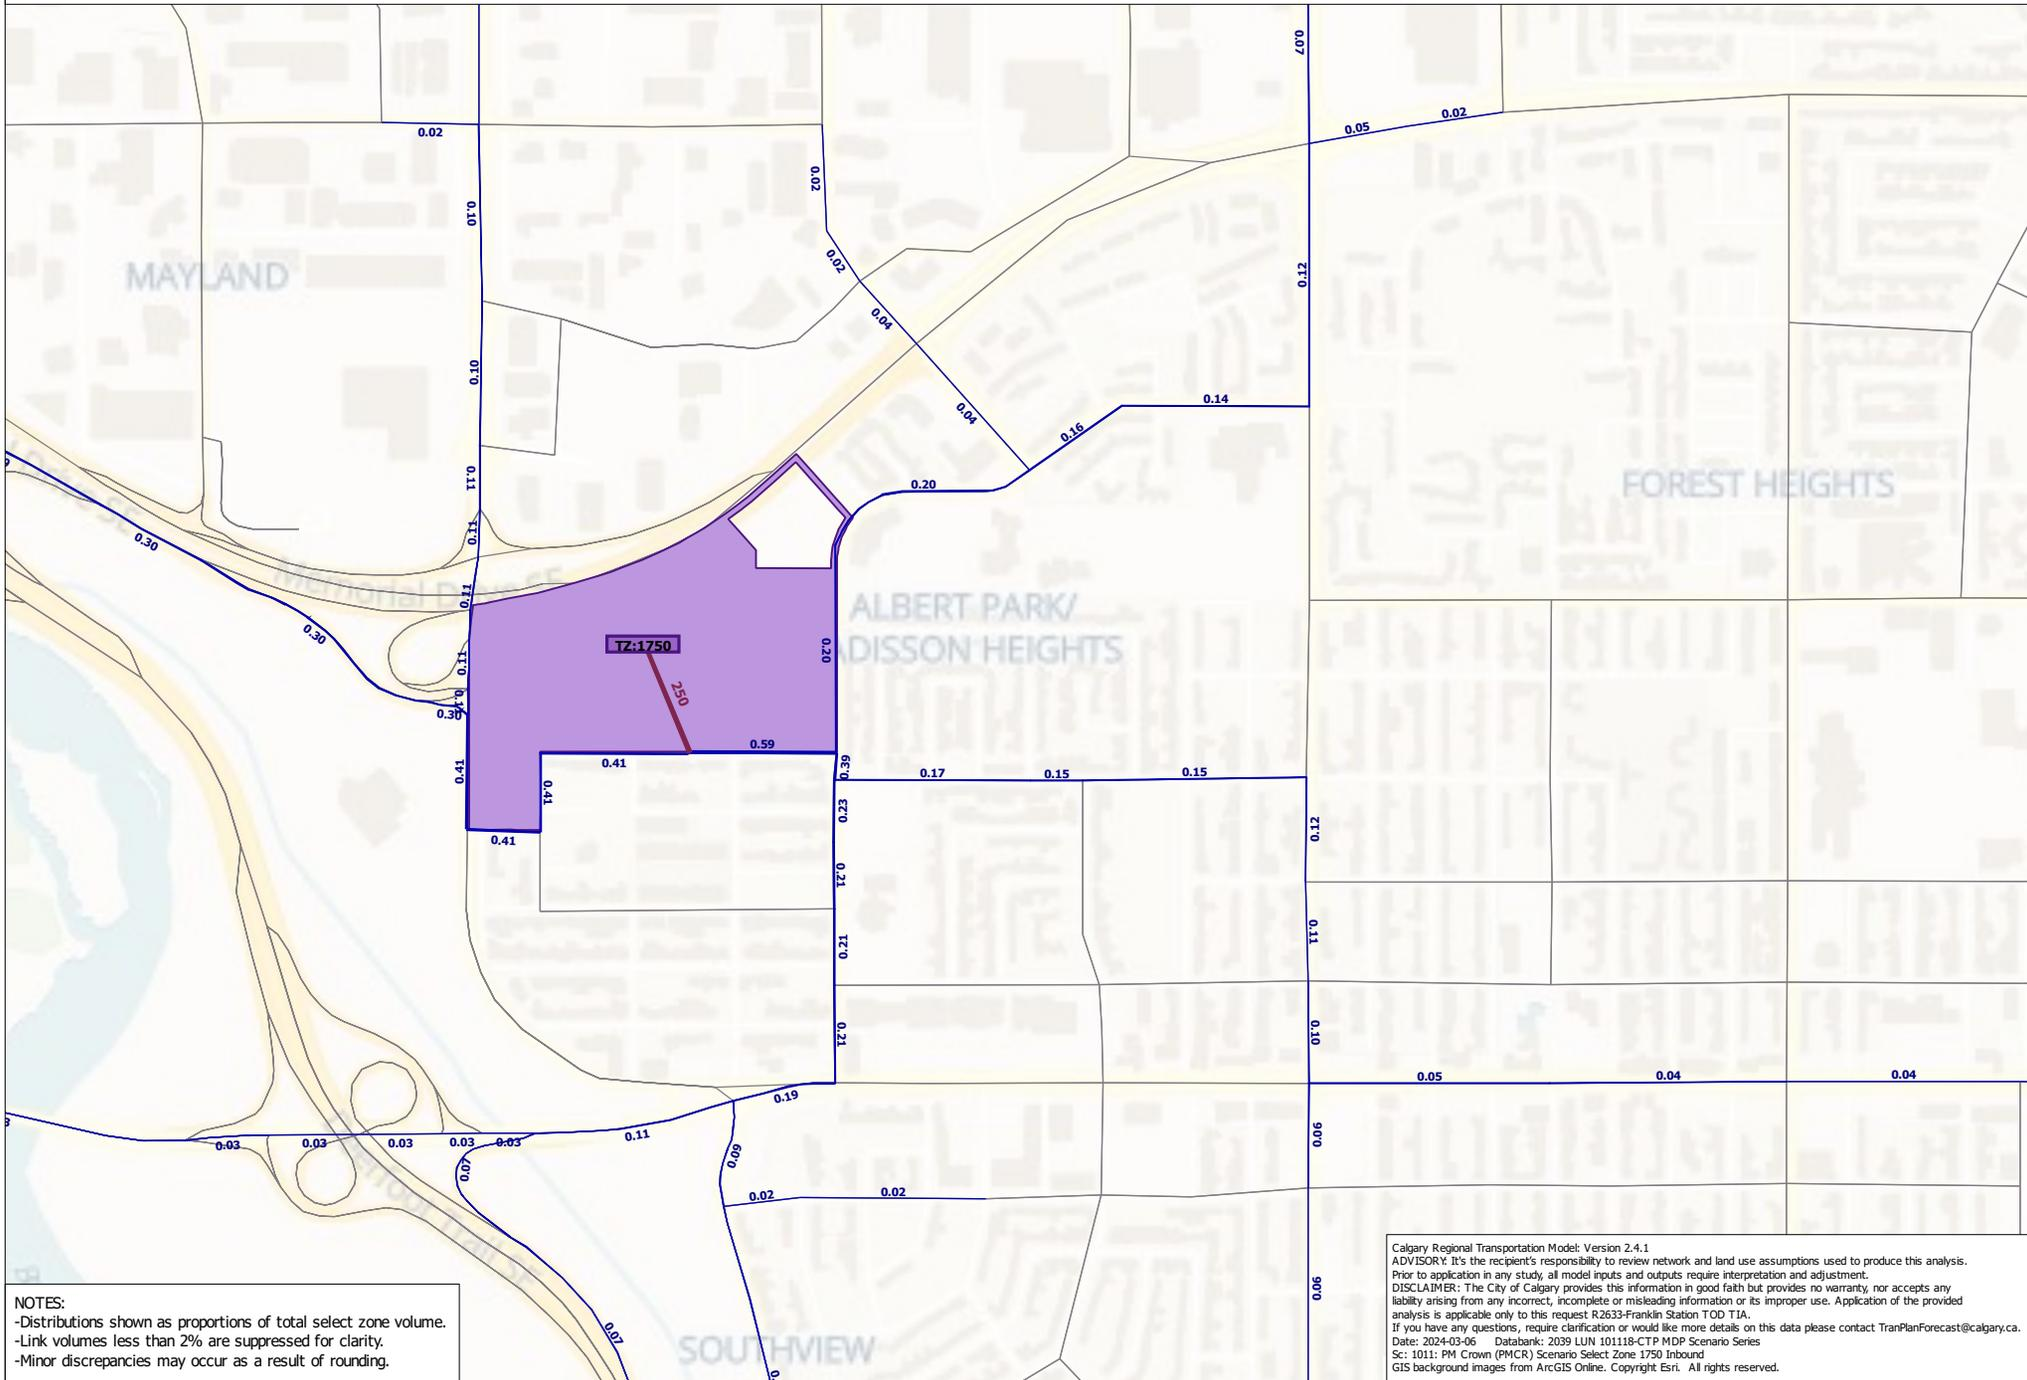 0.07
0.02
0.05
0.02
0.02
0.10
0.02
MAYLAND
0.02
0.12
0.04
0.10
0.14
0.04
0.16
0.11
0.20
FOREST HEIGHTS
Drive SE
0.30
0.11
Memorial Drive SE
0.11
ALBERT PARK/
ADISSON HEIGHTS
0.30
TZ:1750
0.20
0.11
250
0.11
0.30
0.59
0.41
0.41
0.39
0.17
0.15
0.15
0.41
0.23
0.12
0.41
0.21
0.11
0.21
0.21
0.10
0.05
0.04
0.04
0.19
0.11
0.03
0.03
0.03
0.03
0.03
0.06
0.09
0.07
0.02
0.02
Deerfoot Trail SE
0.06
0.07
SOUTHVIEW
NOTES:
-Distributions shown as proportions of total select zone volume.
-Link volumes less than 2% are suppressed for clarity.
-Minor discrepancies may occur as a result of rounding.
Calgary Regional Transportation Model: Version 2.4.1
ADVISORY: It's the recipient's responsibility to review network and land use assumptions used to produce this analysis.
Prior to application in any study, all model inputs and outputs require interpretation and adjustment.
DISCLAIMER: The City of Calgary provides this information in good faith but provides no warranty, nor accepts any
liability arising from any incorrect, incomplete or misleading information or its improper use. Application of the provided
analysis is applicable only to this request R2633-Franklin Station TOD TIA.
If you have any questions, require clarification or would like more details on this data please contact TranPlanForecast@calgary.ca.
Date: 2024-03-06 Databank: 2039 LUN 101118-CTP MDP Scenario Series
Sc: 1011: PM Crown (PMCR) Scenario Select Zone 1750 Inbound
GIS background images from ArcGIS Online. Copyright Esri. All rights reserved.